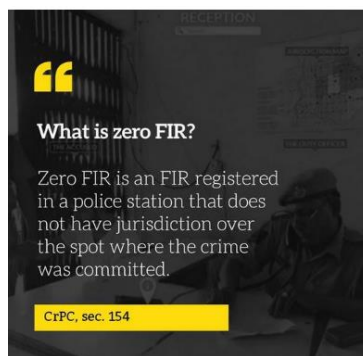 RECEPTION
“
What is zero FIR?
Zero FIR is an FIR registered
in a police station that does
not have jurisdiction over
the spot where the crime
was committed.
CrPC, sec. 154